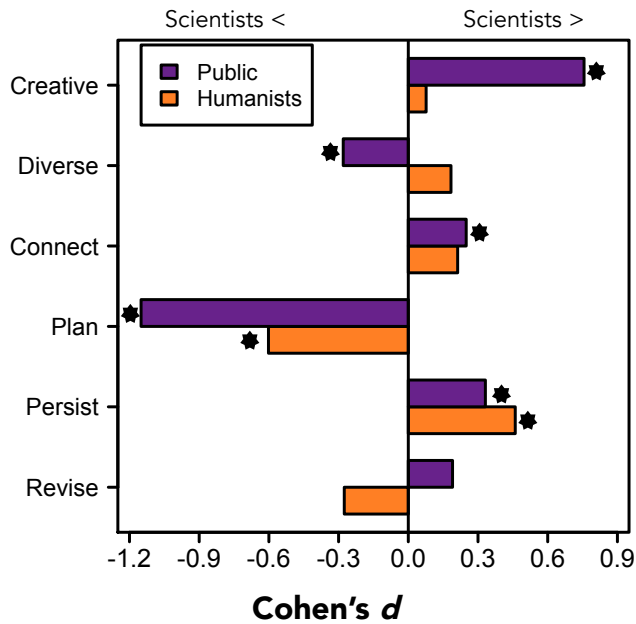 Scientists < Scientists >
Public
Humanists
Creative
Diverse
Connect
Plan
Persist
Revise
-1.2 -0.9 -0.6 -0.3 0.0 0.3 0.6 0.9
Cohen's d